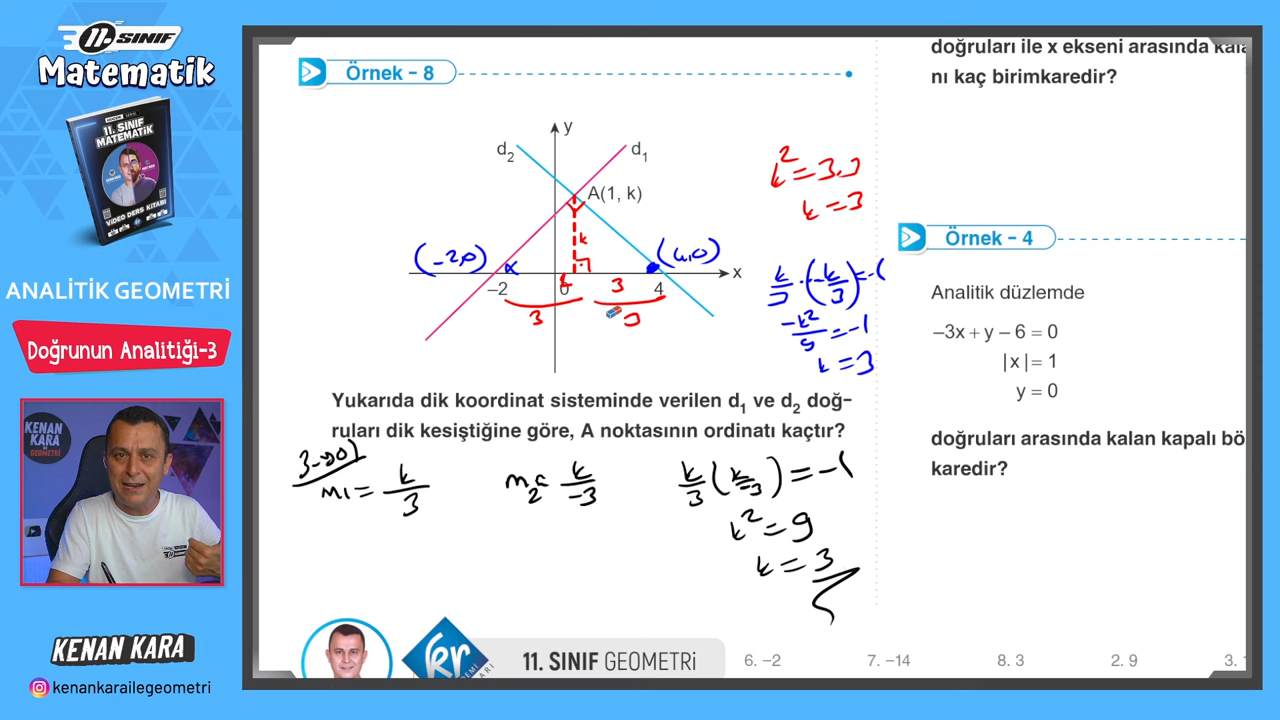 11. SINIF
Matematik
11. SINIF
MATEMATİK
VİDEO DERS KİTABI
ANALİTİK GEOMETRİ
Doğrunun Analitiği-3
KENAN
KARA
GEOMETRİ
KENAN KARA
kenankarailegeometri
Örnek - 8
y
d2
d1
A(1, k)
k
(-2,0)
(4,0)
x
−2
0
3
4
3
3
k²=3.3
k=3
k/3 · (-k/3)=-1
-k²/9=-1
k=3
Yukarıda dik koordinat sisteminde verilen d1 ve d2 doğ-
ruları dik kesiştiğine göre, A noktasının ordinatı kaçtır?
m1= k/3
m2= k/-3
k/3 (k/-3)=-1
k²=9
k=3
11. SINIF GEOMETRİ
6. −2
7. −14
8. 3
2. 9
3.
doğruları ile x ekseni arasında kala
nı kaç birimkaredir?
Örnek - 4
Analitik düzlemde
−3x + y − 6 = 0
|x| = 1
y = 0
doğruları arasında kalan kapalı bö
karedir?